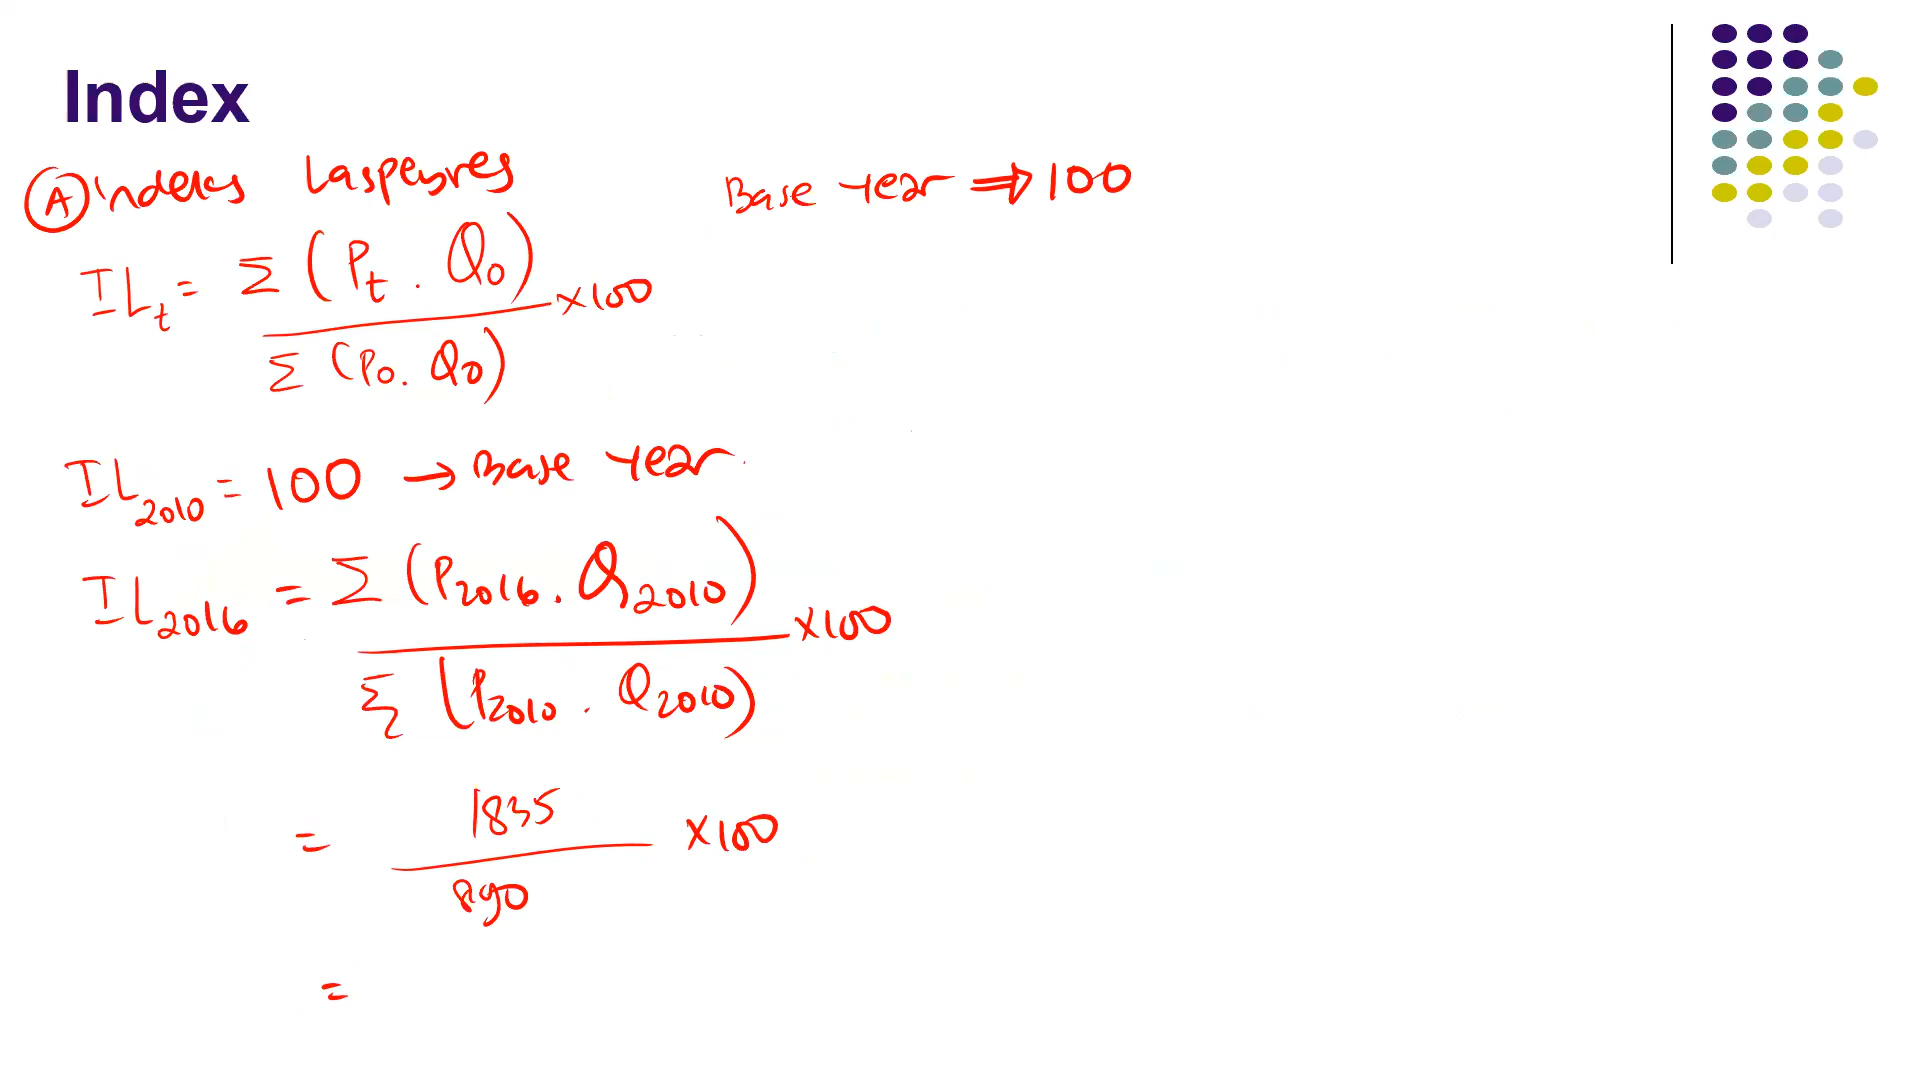 Index
(A) Indeks Laspeyres
Base Year ⇒ 100
IL_t = Σ (P_t . Q_0)
x100
Σ (P_0 . Q_0)
IL_2010 = 100 → Base Year
IL_2016 = Σ (P_2016 . Q_2010)
x100
Σ (P_2010 . Q_2010)
= 1835
x100
890
=